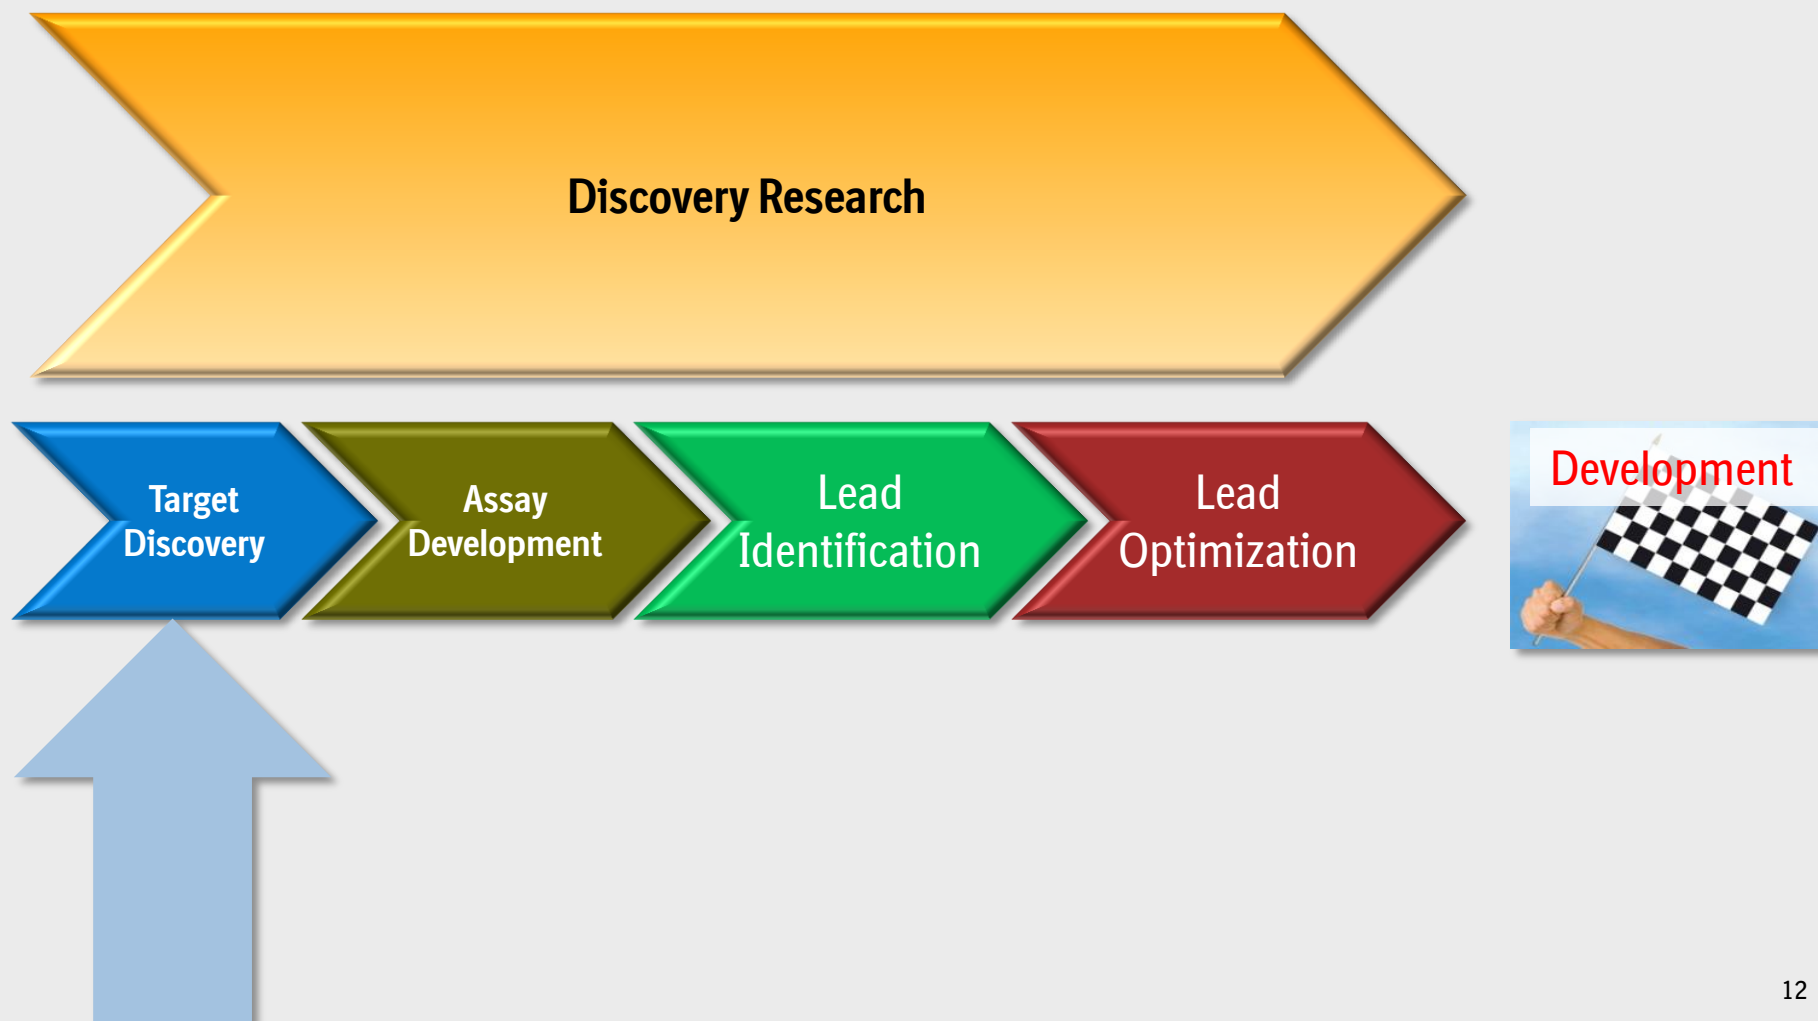 Discovery Research
Target
Discovery
Assay
Development
Lead
Identification
Lead
Optimization
Development
12